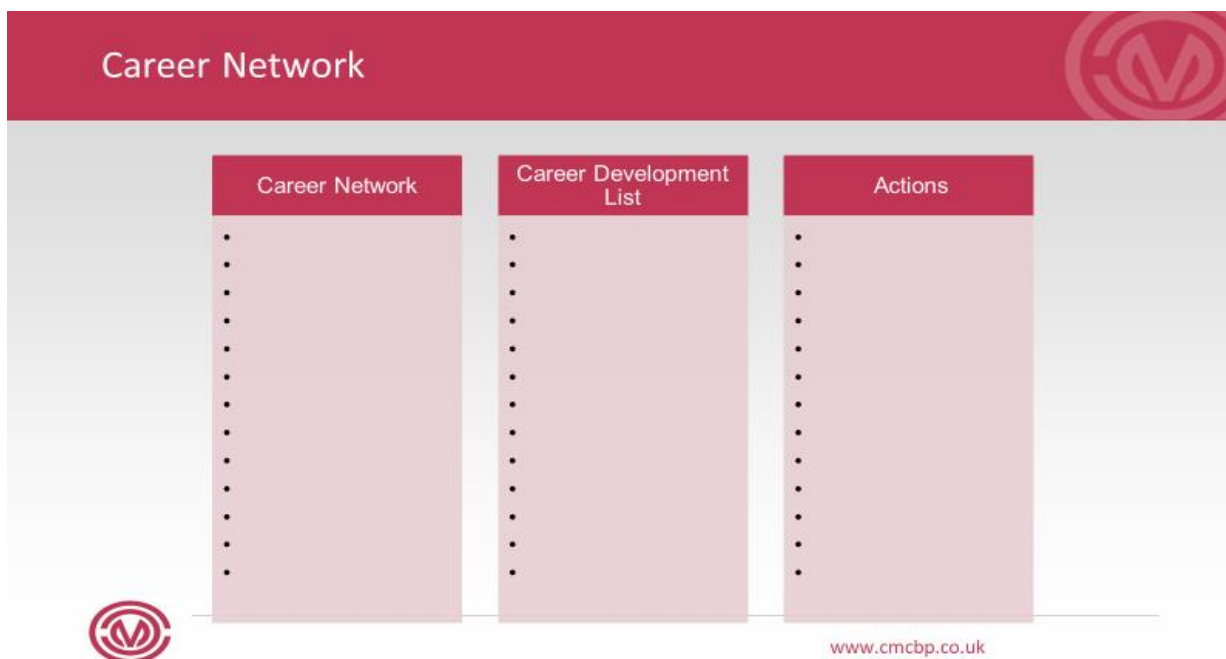 Career Network
Career Network
Career Development
List
Actions
www.cmcbp.co.uk